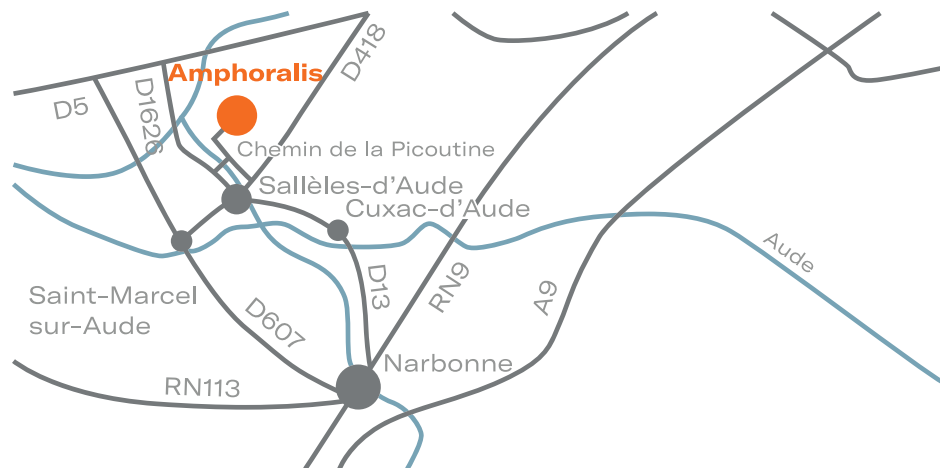 D418
Amphoralis
D5
D1626
Chemin de la Picoutine
Sallèles-d'Aude
Cuxac-d'Aude
Aude
D13
RN9
A9
Saint-Marcel
sur-Aude
D607
Narbonne
RN113